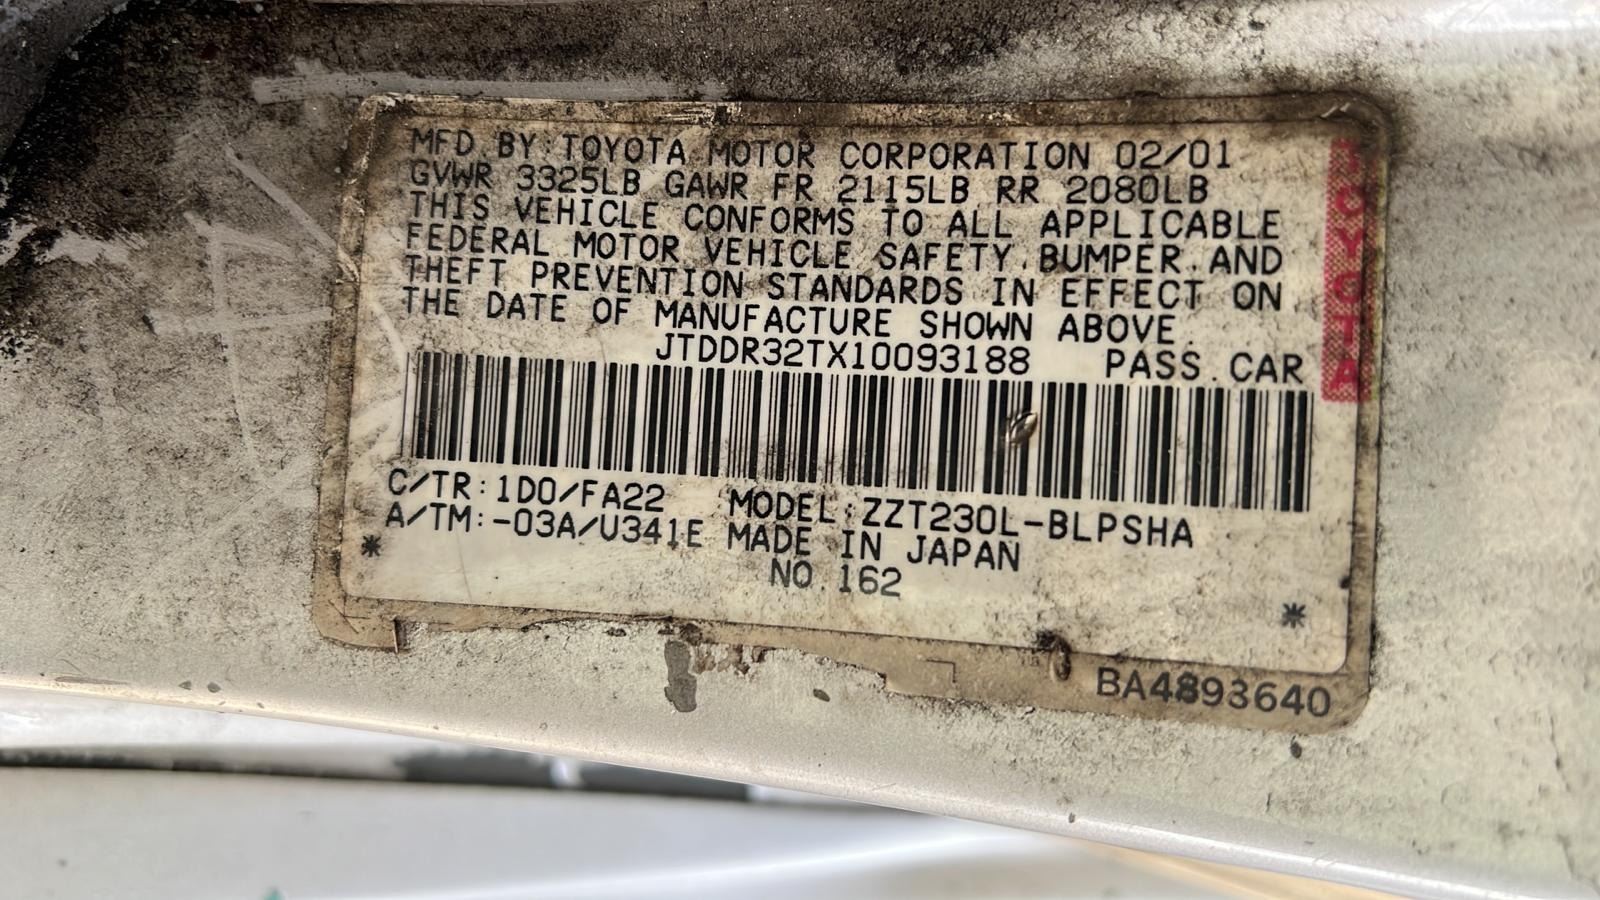 MFD. BY: TOYOTA MOTOR CORPORATION 02/01
GVWR 3325LB GAWR FR 2115LB RR 2080LB
THIS VEHICLE CONFORMS TO ALL APPLICABLE
FEDERAL MOTOR VEHICLE SAFETY, BUMPER, AND
THEFT PREVENTION STANDARDS IN EFFECT ON
THE DATE OF MANUFACTURE SHOWN ABOVE.
JTDDR32TX10093188 PASS. CAR
C/TR: 1D0/FA22 MODEL: ZZT230L-BLPSHA
A/TM: -03A/U341E MADE IN JAPAN
* NO. 162 *
BA4893640
TOYOTA